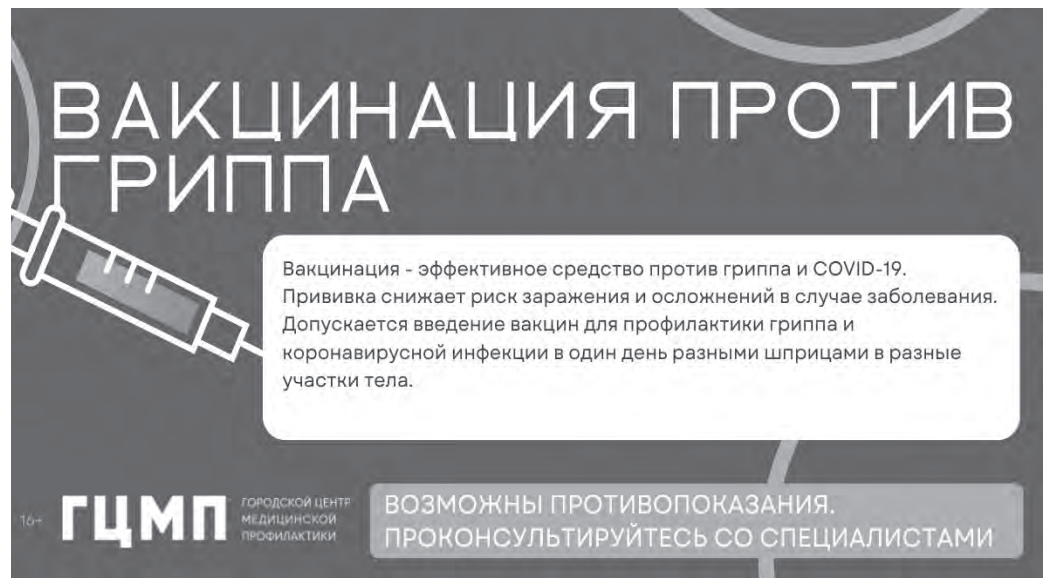 ВАКЦИНАЦИЯ ПРОТИВ
ГРИППА
Вакцинация - эффективное средство против гриппа и COVID-19.
Прививка снижает риск заражения и осложнений в случае заболевания.
Допускается введение вакцин для профилактики гриппа и
коронавирусной инфекции в один день разными шприцами в разные
участки тела.
16+
ГЦМП
ГОРОДСКОЙ ЦЕНТР
МЕДИЦИНСКОЙ
ПРОФИЛАКТИКИ
ВОЗМОЖНЫ ПРОТИВОПОКАЗАНИЯ.
ПРОКОНСУЛЬТИРУЙТЕСЬ СО СПЕЦИАЛИСТАМИ